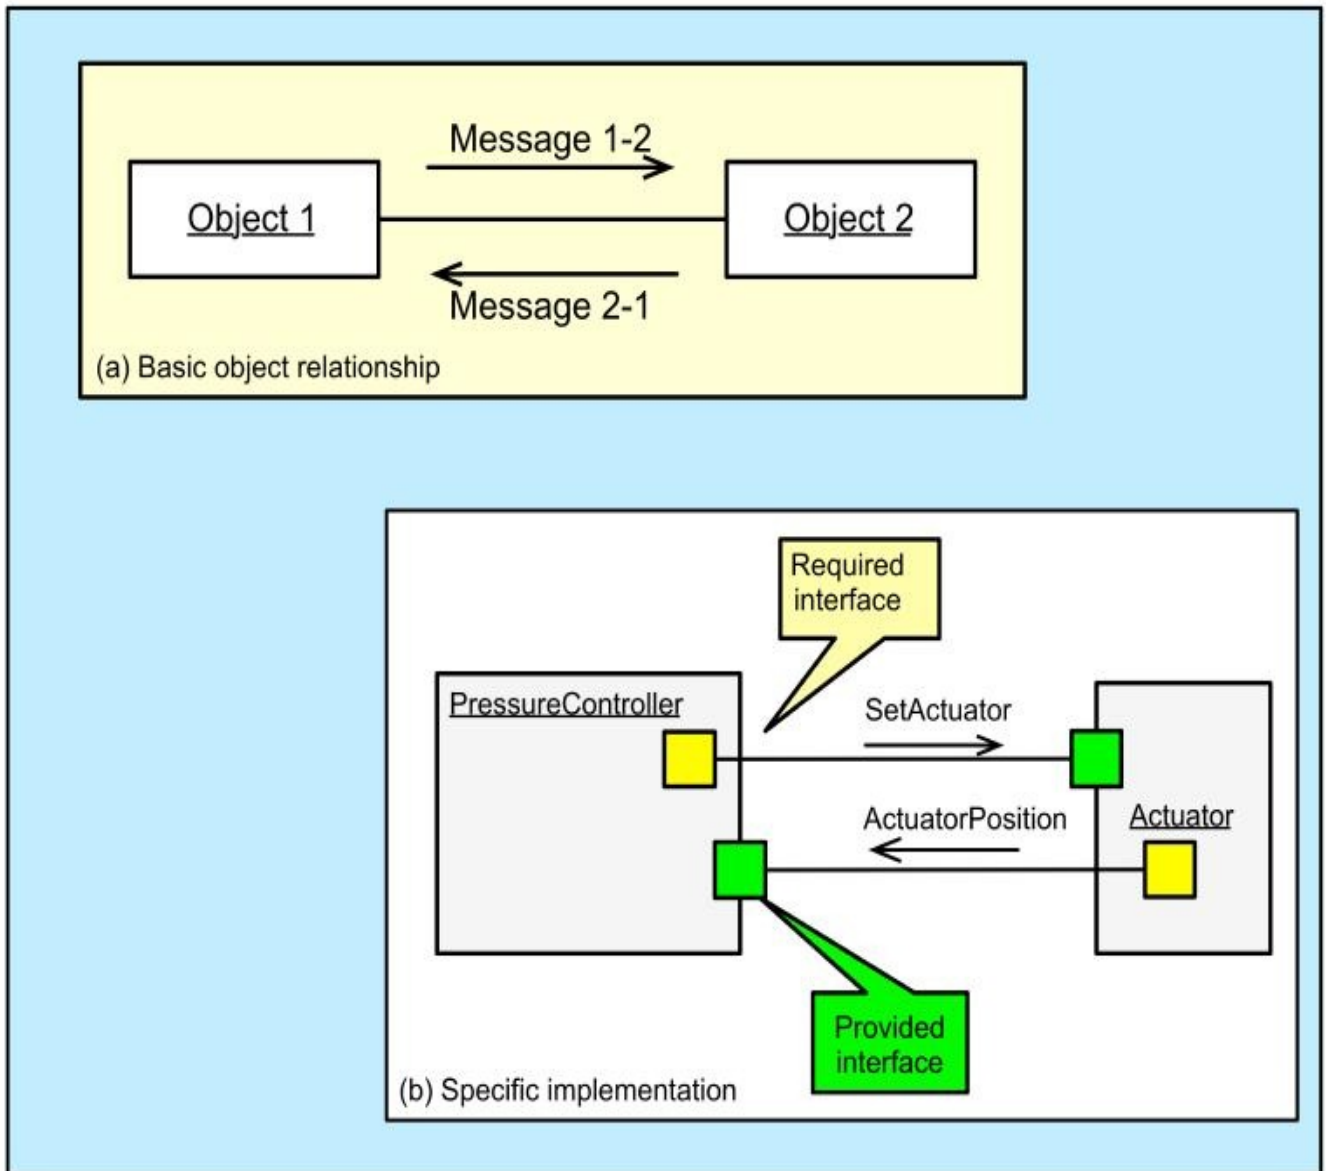 Message 1-2
Object 1
Object 2
Message 2-1
(a) Basic object relationship
Required
interface
PressureController
SetActuator
ActuatorPosition
Actuator
Provided
interface
(b) Specific implementation